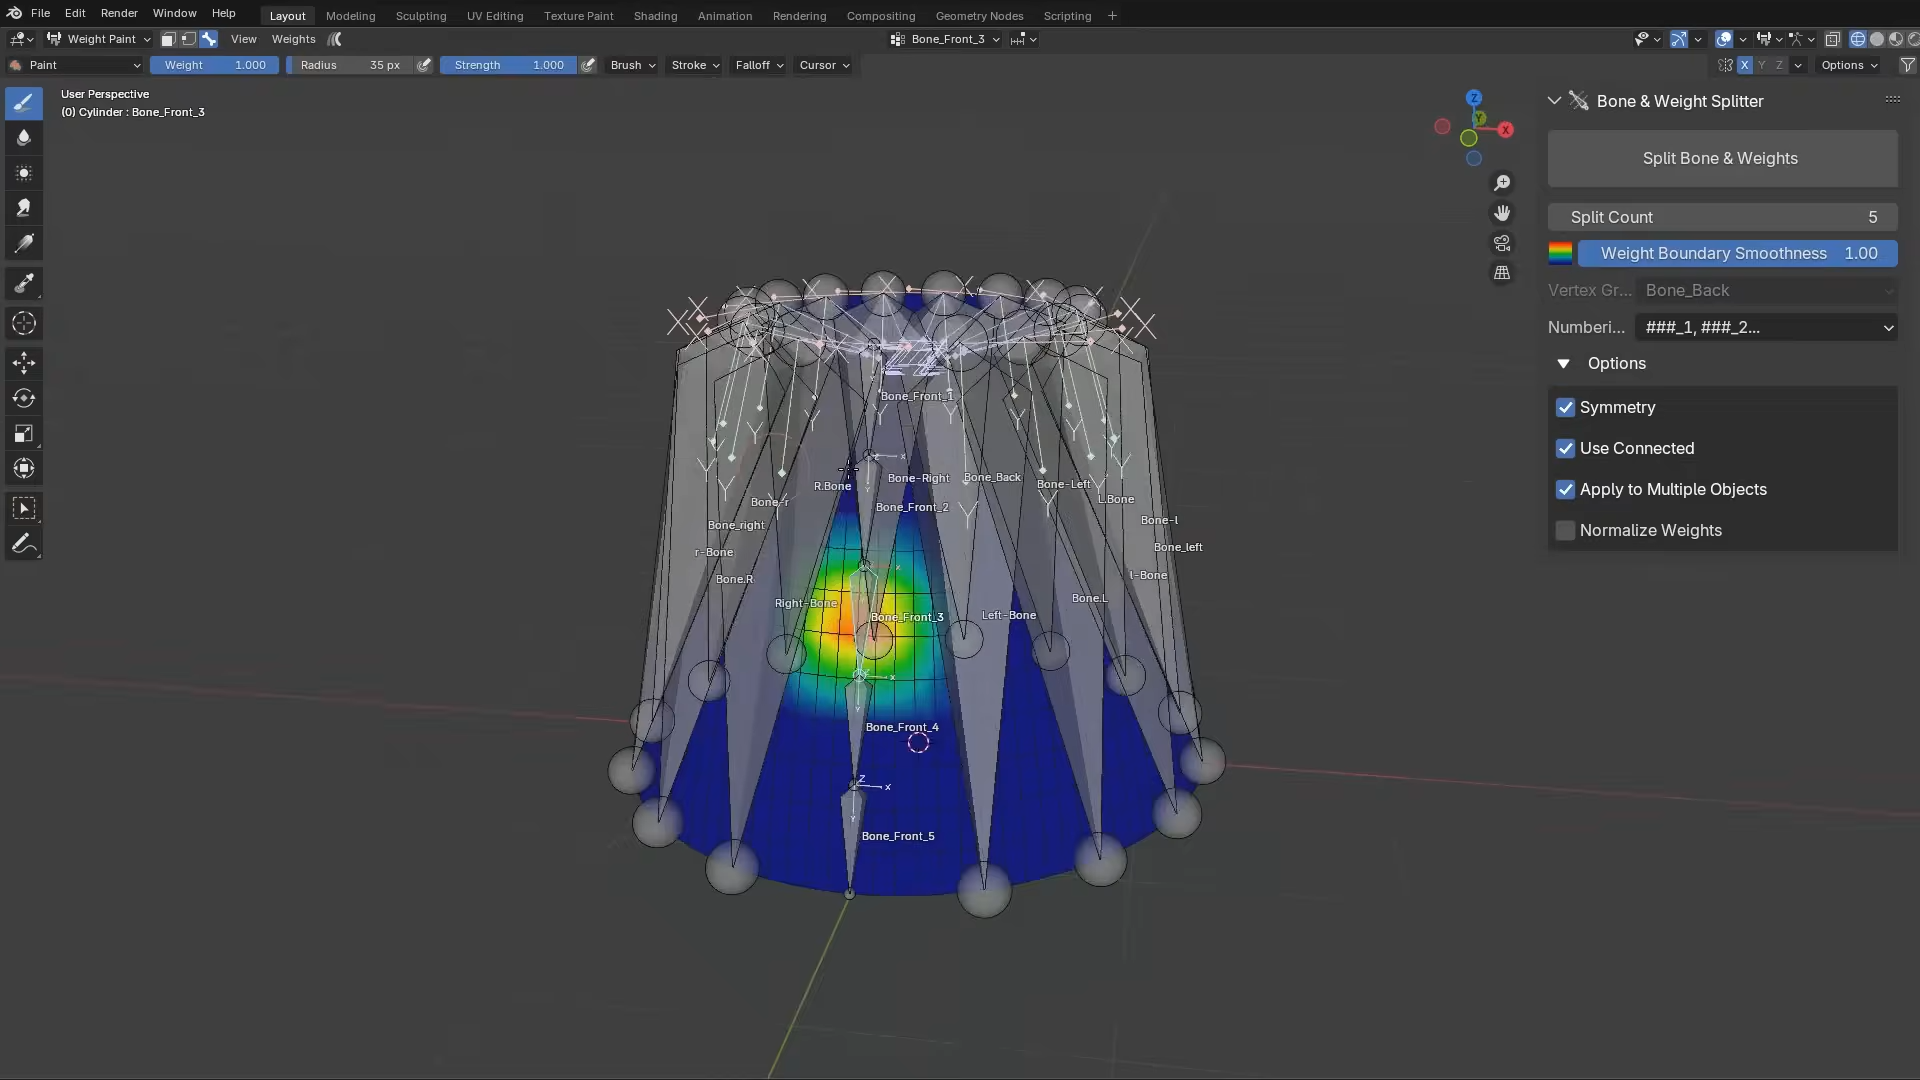 File Edit Render Window Help Layout Modeling Sculpting UV Editing Texture Paint Shading Animation Rendering Compositing Geometry Nodes Scripting +
Weight Paint View Weights Bone_Front_3
Paint Weight 1.000 Radius 35 px Strength 1.000 Brush Stroke Falloff Cursor X Y Z Options
User Perspective
(0) Cylinder : Bone_Front_3
Z
Y
X
Bone & Weight Splitter
Split Bone & Weights
Split Count 5
Weight Boundary Smoothness 1.00
Vertex Gr... Bone_Back
Numberi... ###_1, ###_2...
Options
Symmetry
Use Connected
Apply to Multiple Objects
Normalize Weights
Bone_Front_1
Bone-Right
Bone_Back
R.Bone
Bone-Left
Bone-r
L.Bone
Bone_Front_2
Bone_right
Bone-l
r-Bone
Bone_left
Bone.R
l-Bone
Right-Bone
Bone.L
Bone_Front_3
Left-Bone
Bone_Front_4
Bone_Front_5